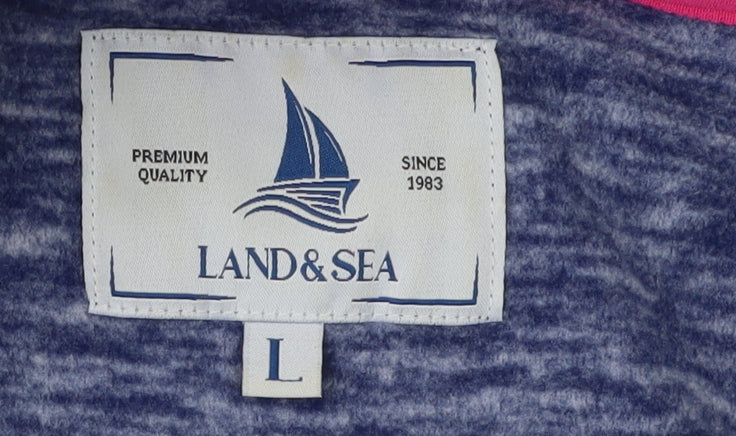 PREMIUM
QUALITY
SINCE
1983
LAND&SEA
L